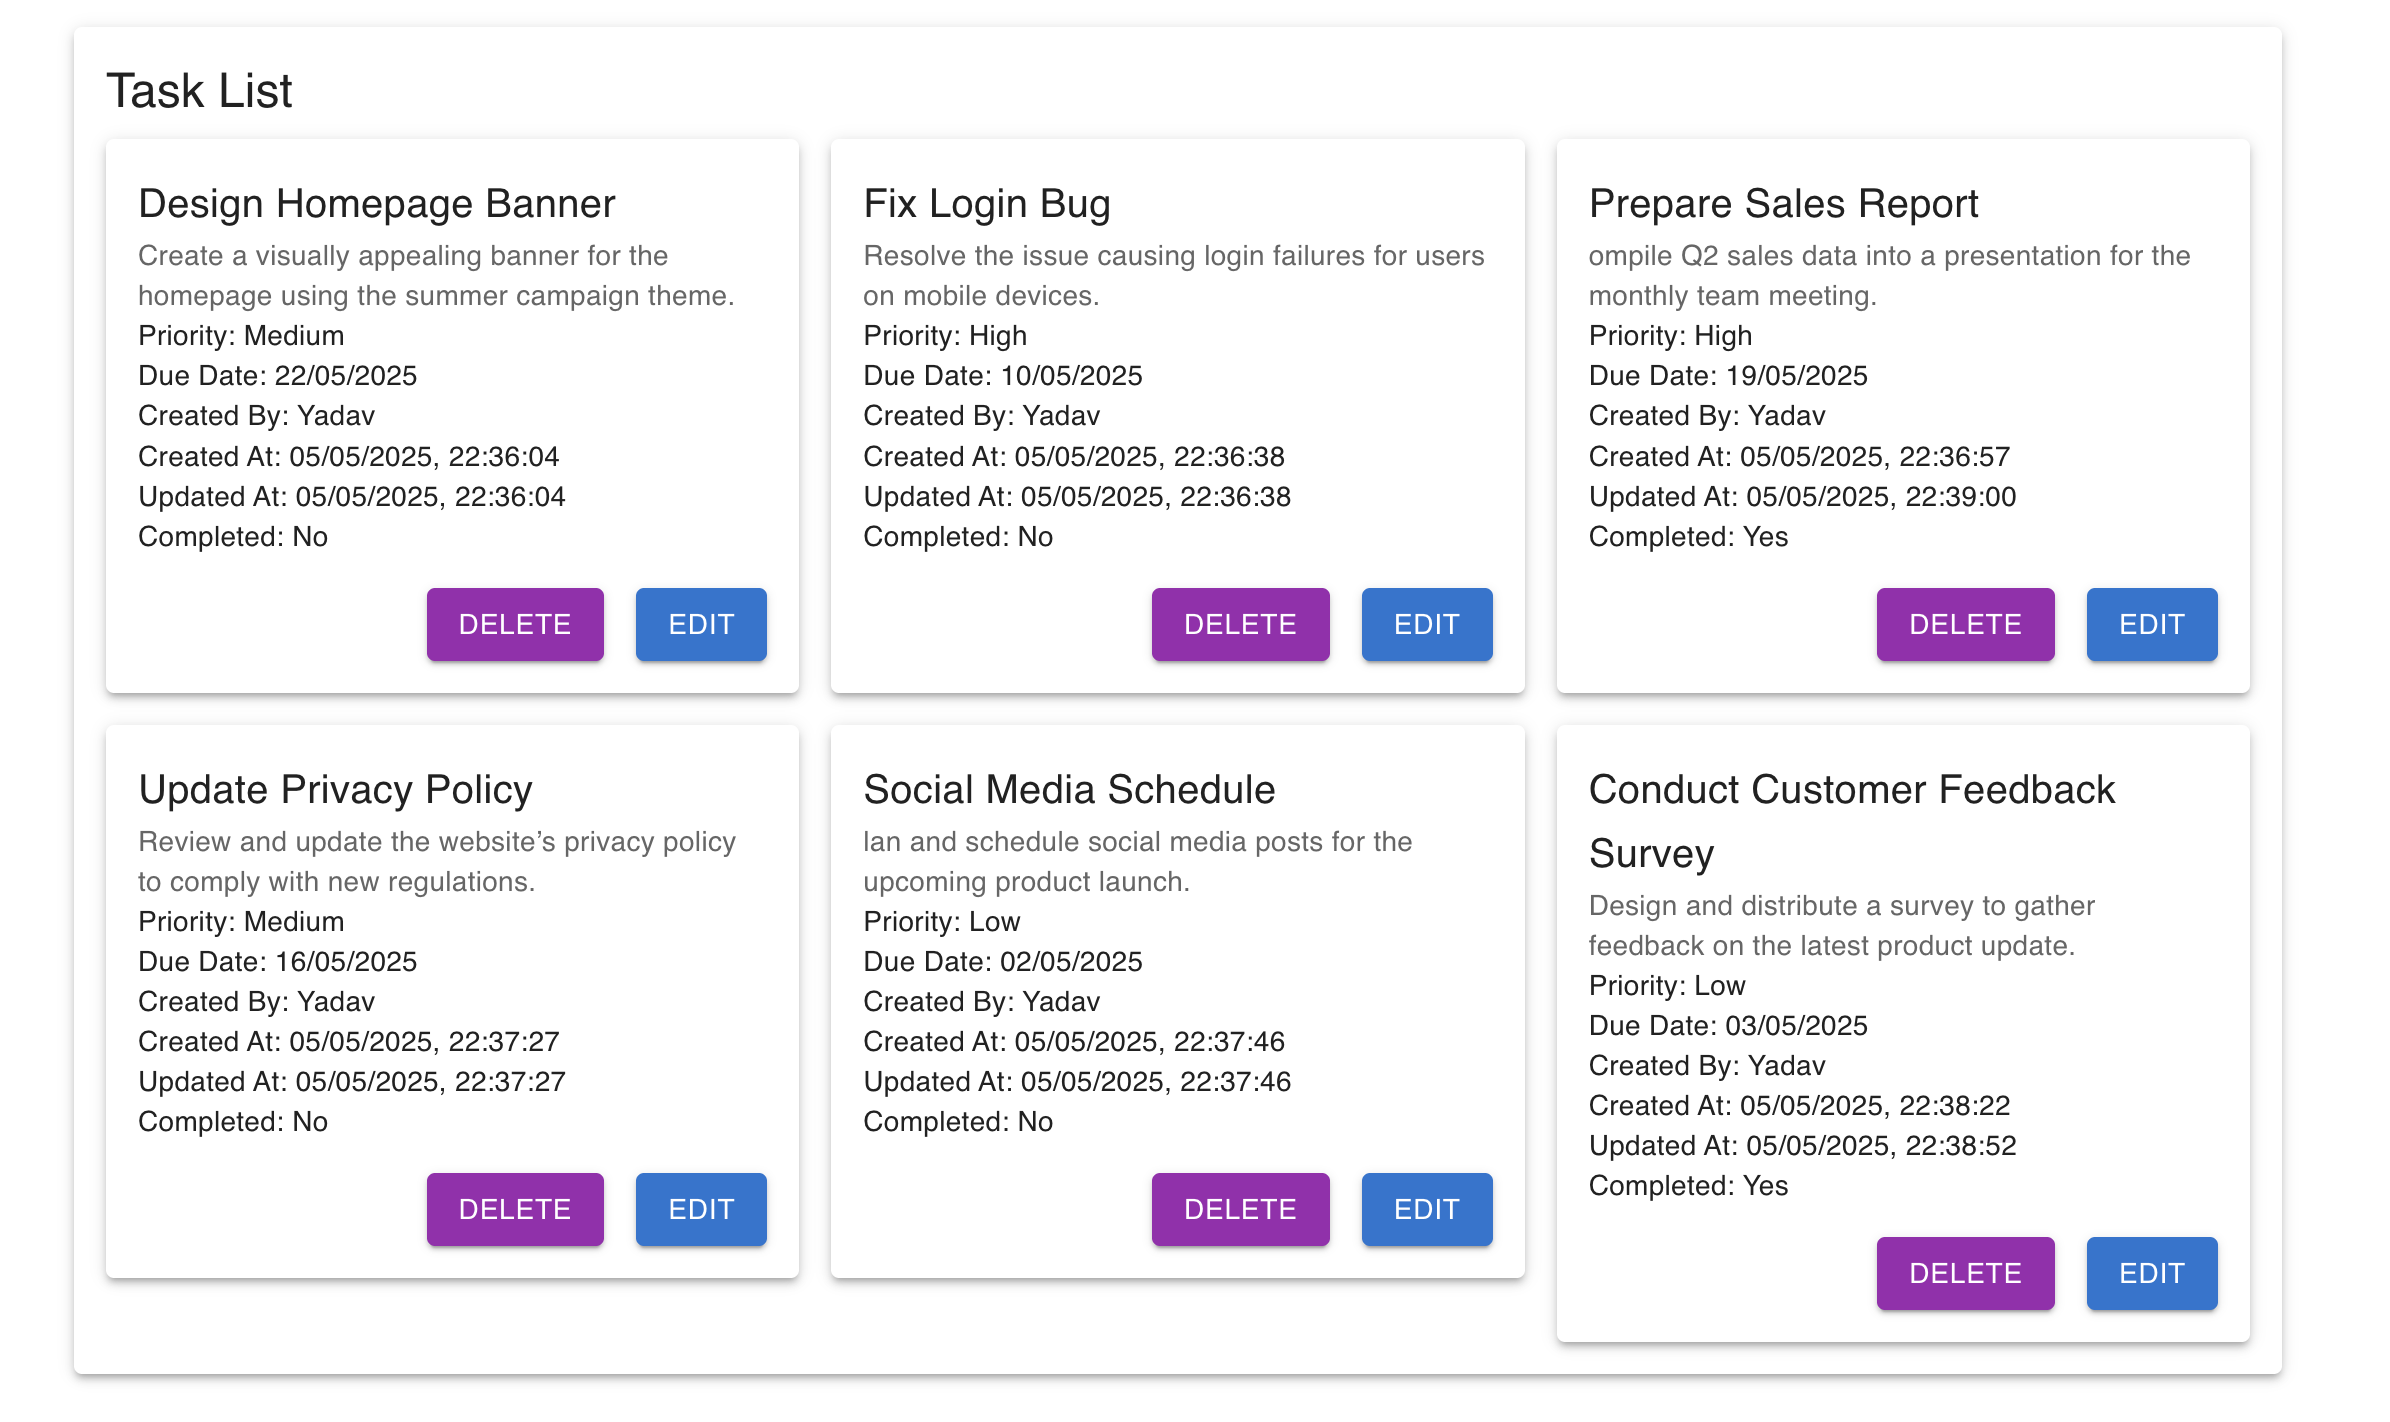 Task List
Design Homepage Banner
Create a visually appealing banner for the
homepage using the summer campaign theme.
Priority: Medium
Due Date: 22/05/2025
Created By: Yadav
Created At: 05/05/2025, 22:36:04
Updated At: 05/05/2025, 22:36:04
Completed: No
DELETE EDIT
Fix Login Bug
Resolve the issue causing login failures for users
on mobile devices.
Priority: High
Due Date: 10/05/2025
Created By: Yadav
Created At: 05/05/2025, 22:36:38
Updated At: 05/05/2025, 22:36:38
Completed: No
DELETE EDIT
Prepare Sales Report
ompile Q2 sales data into a presentation for the
monthly team meeting.
Priority: High
Due Date: 19/05/2025
Created By: Yadav
Created At: 05/05/2025, 22:36:57
Updated At: 05/05/2025, 22:39:00
Completed: Yes
DELETE EDIT
Update Privacy Policy
Review and update the website’s privacy policy
to comply with new regulations.
Priority: Medium
Due Date: 16/05/2025
Created By: Yadav
Created At: 05/05/2025, 22:37:27
Updated At: 05/05/2025, 22:37:27
Completed: No
DELETE EDIT
Social Media Schedule
lan and schedule social media posts for the
upcoming product launch.
Priority: Low
Due Date: 02/05/2025
Created By: Yadav
Created At: 05/05/2025, 22:37:46
Updated At: 05/05/2025, 22:37:46
Completed: No
DELETE EDIT
Conduct Customer Feedback
Survey
Design and distribute a survey to gather
feedback on the latest product update.
Priority: Low
Due Date: 03/05/2025
Created By: Yadav
Created At: 05/05/2025, 22:38:22
Updated At: 05/05/2025, 22:38:52
Completed: Yes
DELETE EDIT